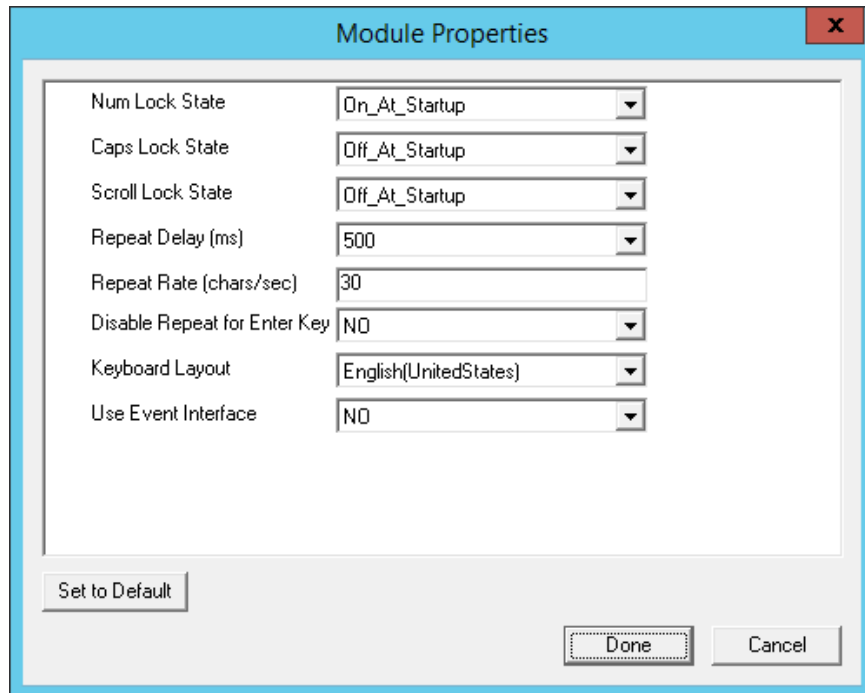 Module Properties
x
Num Lock State On_At_Startup
Caps Lock State Off_At_Startup
Scroll Lock State Off_At_Startup
Repeat Delay (ms) 500
Repeat Rate (chars/sec) 30
Disable Repeat for Enter Key NO
Keyboard Layout English(UnitedStates)
Use Event Interface NO
Set to Default
Done Cancel